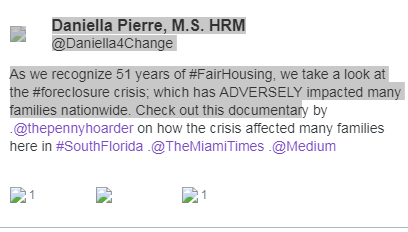 Daniella Pierre, M.S. HRM
@Daniella4Change
As we recognize 51 years of #FairHousing, we take a look at
the #foreclosure crisis; which has ADVERSELY impacted many
families nationwide. Check out this documentary by
.@thepennyhoarder on how the crisis affected many families
here in #SouthFlorida .@TheMiamiTimes .@Medium
1 1